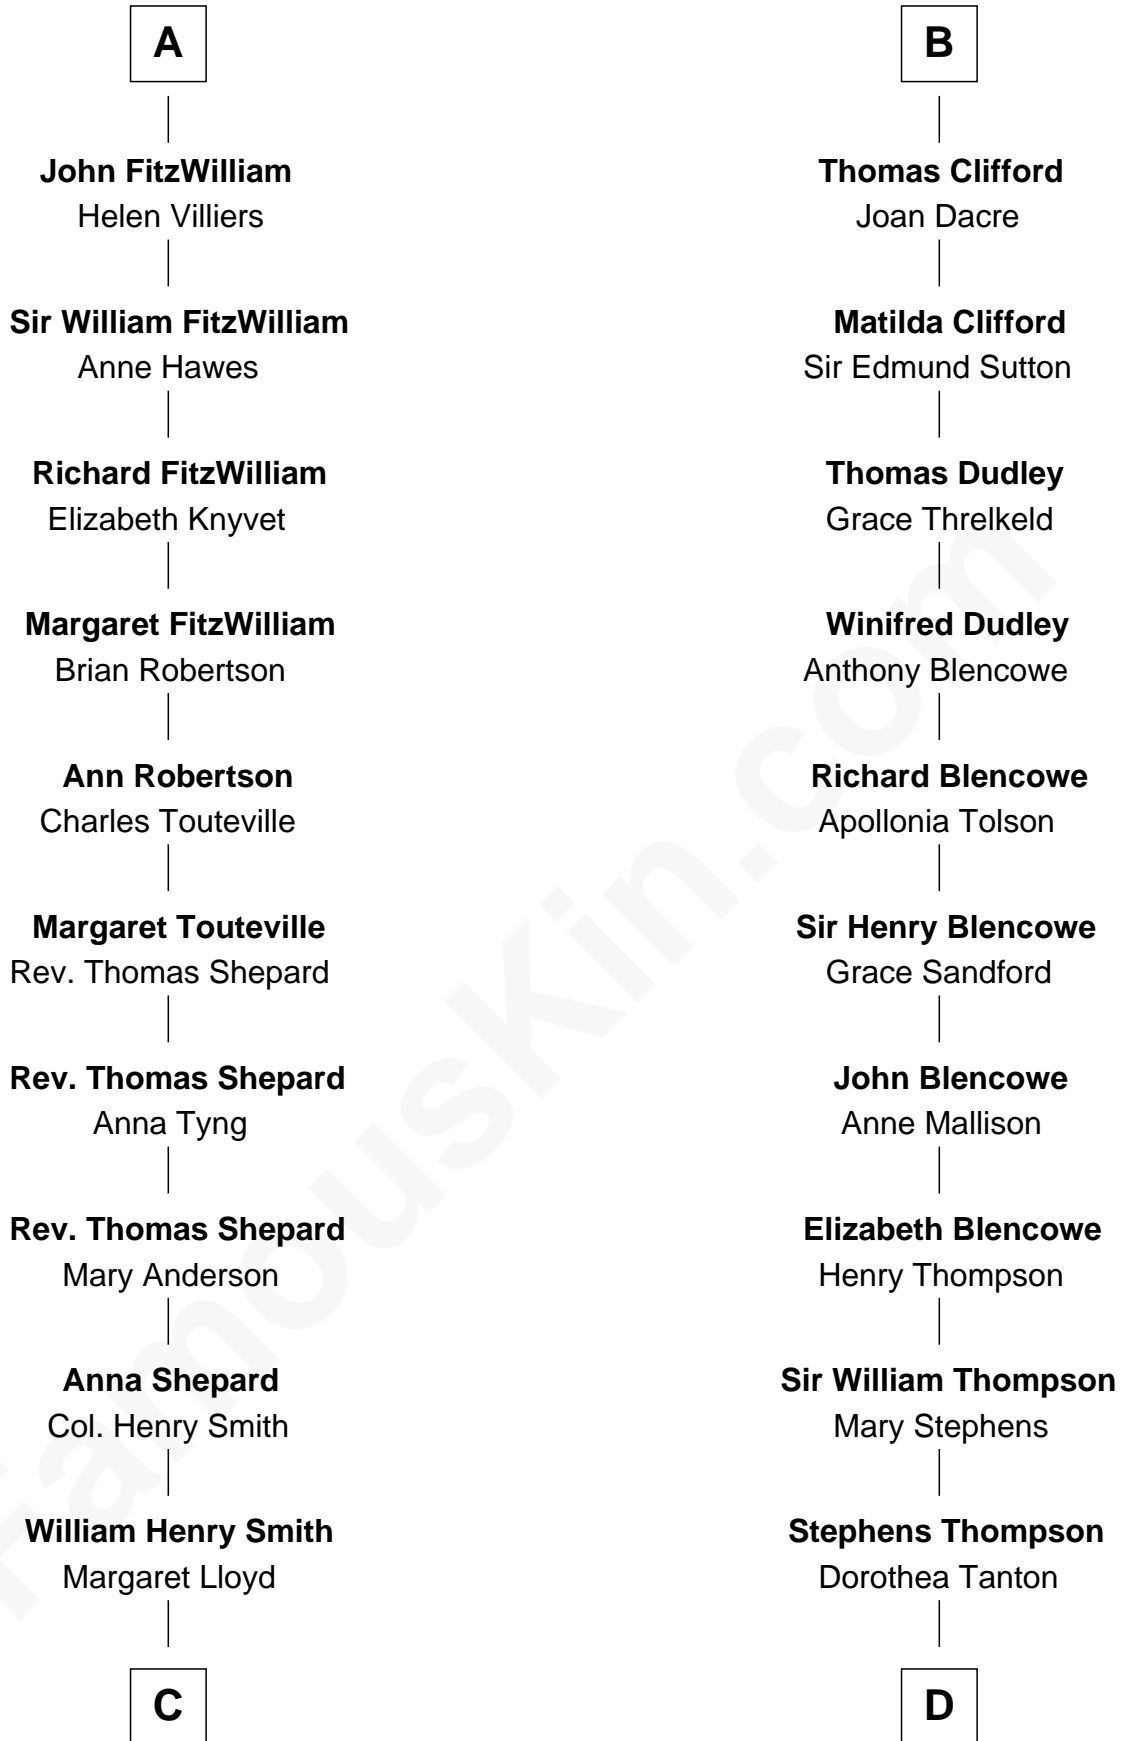 A
John FitzWilliam
Helen Villiers
Sir William FitzWilliam
Anne Hawes
Richard FitzWilliam
Elizabeth Knyvet
Margaret FitzWilliam
Brian Robertson
Ann Robertson
Charles Touteville
Margaret Touteville
Rev. Thomas Shepard
Rev. Thomas Shepard
Anna Tyng
Rev. Thomas Shepard
Mary Anderson
Anna Shepard
Col. Henry Smith
William Henry Smith
Margaret Lloyd
C
B
Thomas Clifford
Joan Dacre
Matilda Clifford
Sir Edmund Sutton
Thomas Dudley
Grace Threlkeld
Winifred Dudley
Anthony Blencowe
Richard Blencowe
Apollonia Tolson
Sir Henry Blencowe
Grace Sandford
John Blencowe
Anne Mallison
Elizabeth Blencowe
Henry Thompson
Sir William Thompson
Mary Stephens
Stephens Thompson
Dorothea Tanton
D
FamousKin.com